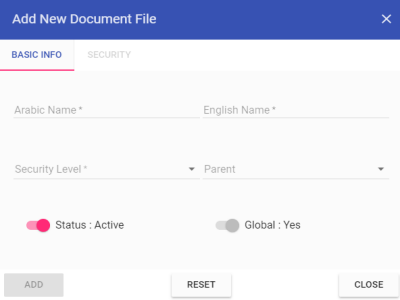 Add New Document File
BASIC INFO SECURITY
Arabic Name * English Name *
Security Level * Parent
Status : Active Global : Yes
ADD RESET CLOSE